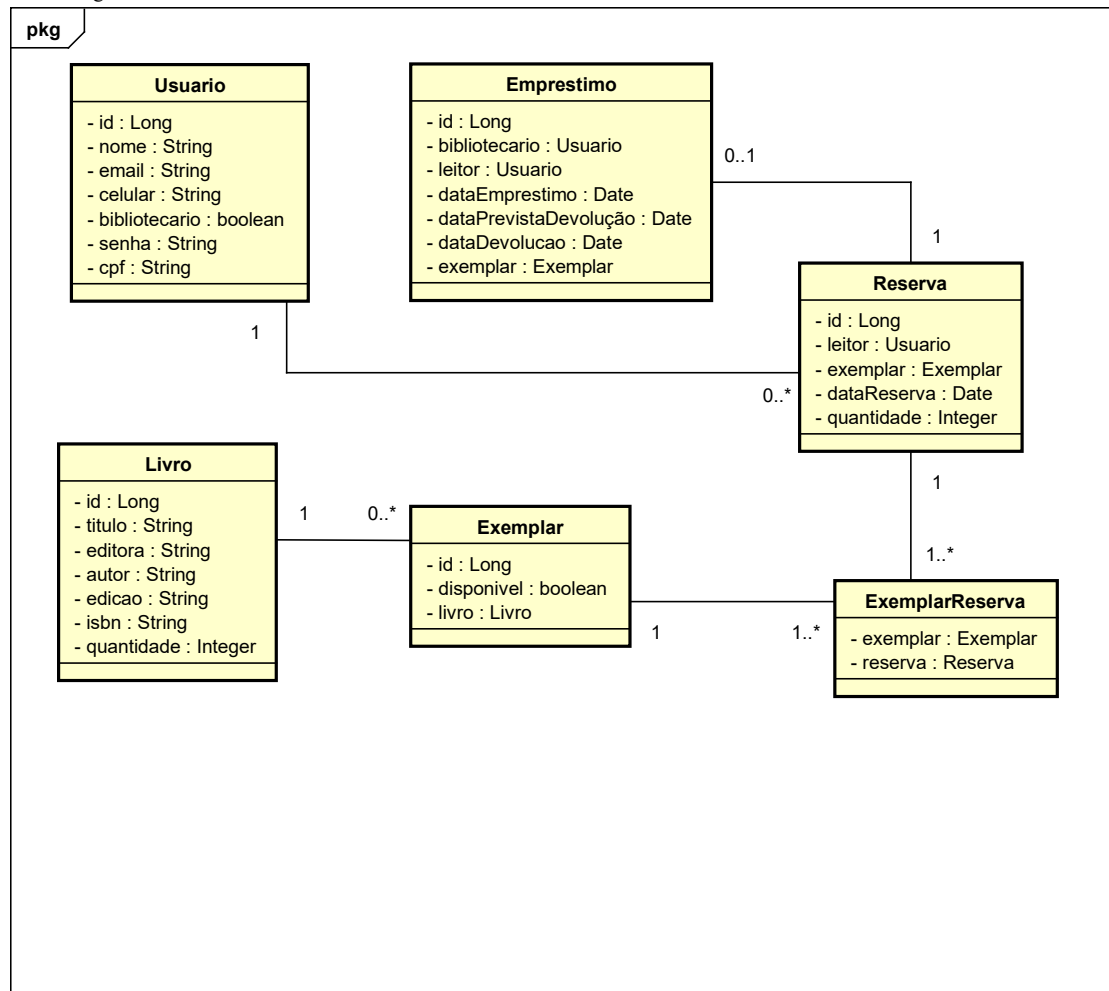 pkg
Usuario
- id : Long
- nome : String
- email : String
- celular : String
- bibliotecario : boolean
- senha : String
- cpf : String
Emprestimo
- id : Long
- bibliotecario : Usuario
- leitor : Usuario
- dataEmprestimo : Date
- dataPrevistaDevolução : Date
- dataDevolucao : Date
- exemplar : Exemplar
0..1
1
Reserva
- id : Long
- leitor : Usuario
- exemplar : Exemplar
- dataReserva : Date
- quantidade : Integer
1
0..*
Livro
- id : Long
- titulo : String
- editora : String
- autor : String
- edicao : String
- isbn : String
- quantidade : Integer
1
0..*
Exemplar
- id : Long
- disponivel : boolean
- livro : Livro
1
1..*
1
1..*
ExemplarReserva
- exemplar : Exemplar
- reserva : Reserva